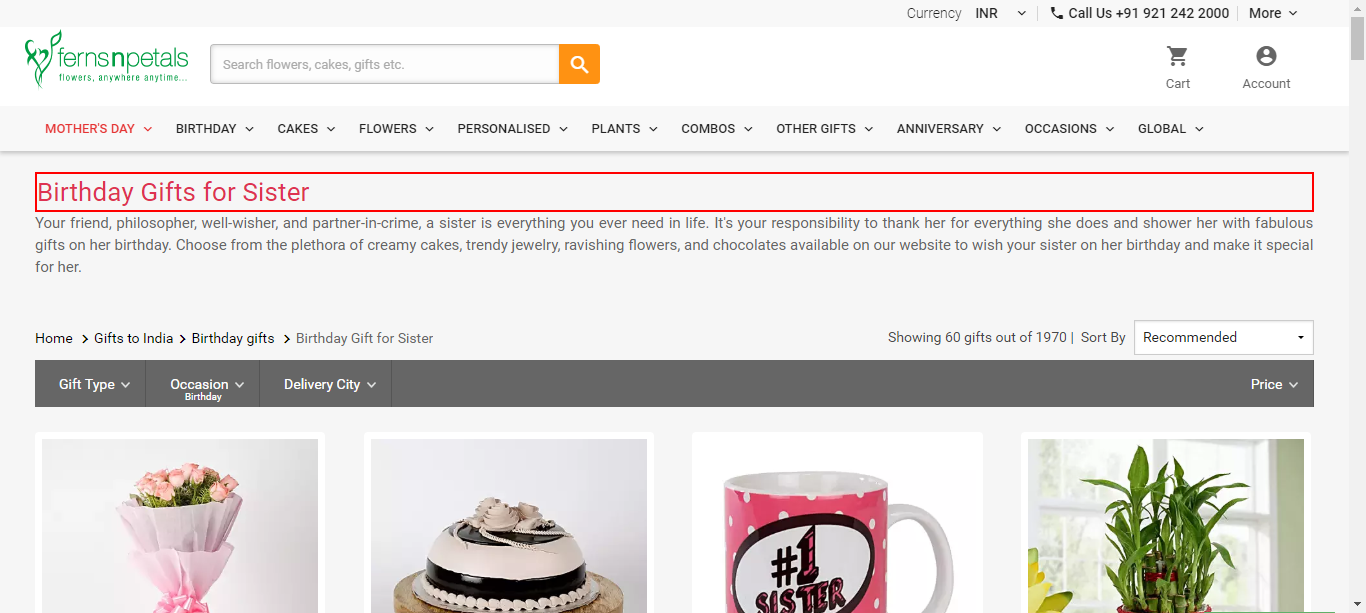 Currency INR Call Us +91 921 242 2000 More
fernsnpetals
flowers, anywhere anytime...
Search flowers, cakes, gifts etc.
Cart Account
MOTHER'S DAY BIRTHDAY CAKES FLOWERS PERSONALISED PLANTS COMBOS OTHER GIFTS ANNIVERSARY OCCASIONS GLOBAL
Birthday Gifts for Sister
Your friend, philosopher, well-wisher, and partner-in-crime, a sister is everything you ever need in life. It's your responsibility to thank her for everything she does and shower her with fabulous
gifts on her birthday. Choose from the plethora of creamy cakes, trendy jewelry, ravishing flowers, and chocolates available on our website to wish your sister on her birthday and make it special
for her.
Home Gifts to India Birthday gifts Birthday Gift for Sister Showing 60 gifts out of 1970 | Sort By Recommended
Gift Type Occasion Delivery City Price
Birthday
#1
SISTER